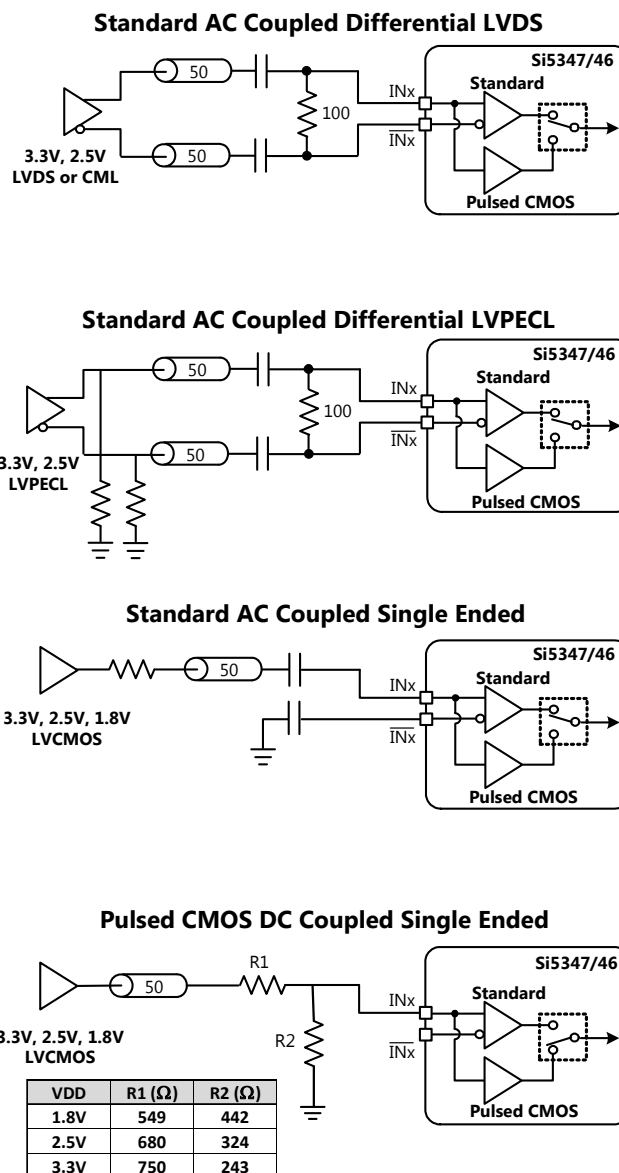 Standard AC Coupled Differential LVDS
Si5347/46
50
INx
Standard
100
50
INx
3.3V, 2.5V
LVDS or CML
Pulsed CMOS
Standard AC Coupled Differential LVPECL
Si5347/46
50
INx
Standard
100
50
INx
3.3V, 2.5V
LVPECL
Pulsed CMOS
Standard AC Coupled Single Ended
Si5347/46
50
INx
Standard
3.3V, 2.5V, 1.8V
LVCMOS
INx
Pulsed CMOS
Pulsed CMOS DC Coupled Single Ended
Si5347/46
50
R1
INx
Standard
3.3V, 2.5V, 1.8V
LVCMOS
R2
INx
Pulsed CMOS
VDD R1 (Ω) R2 (Ω)
1.8V 549 442
2.5V 680 324
3.3V 750 243